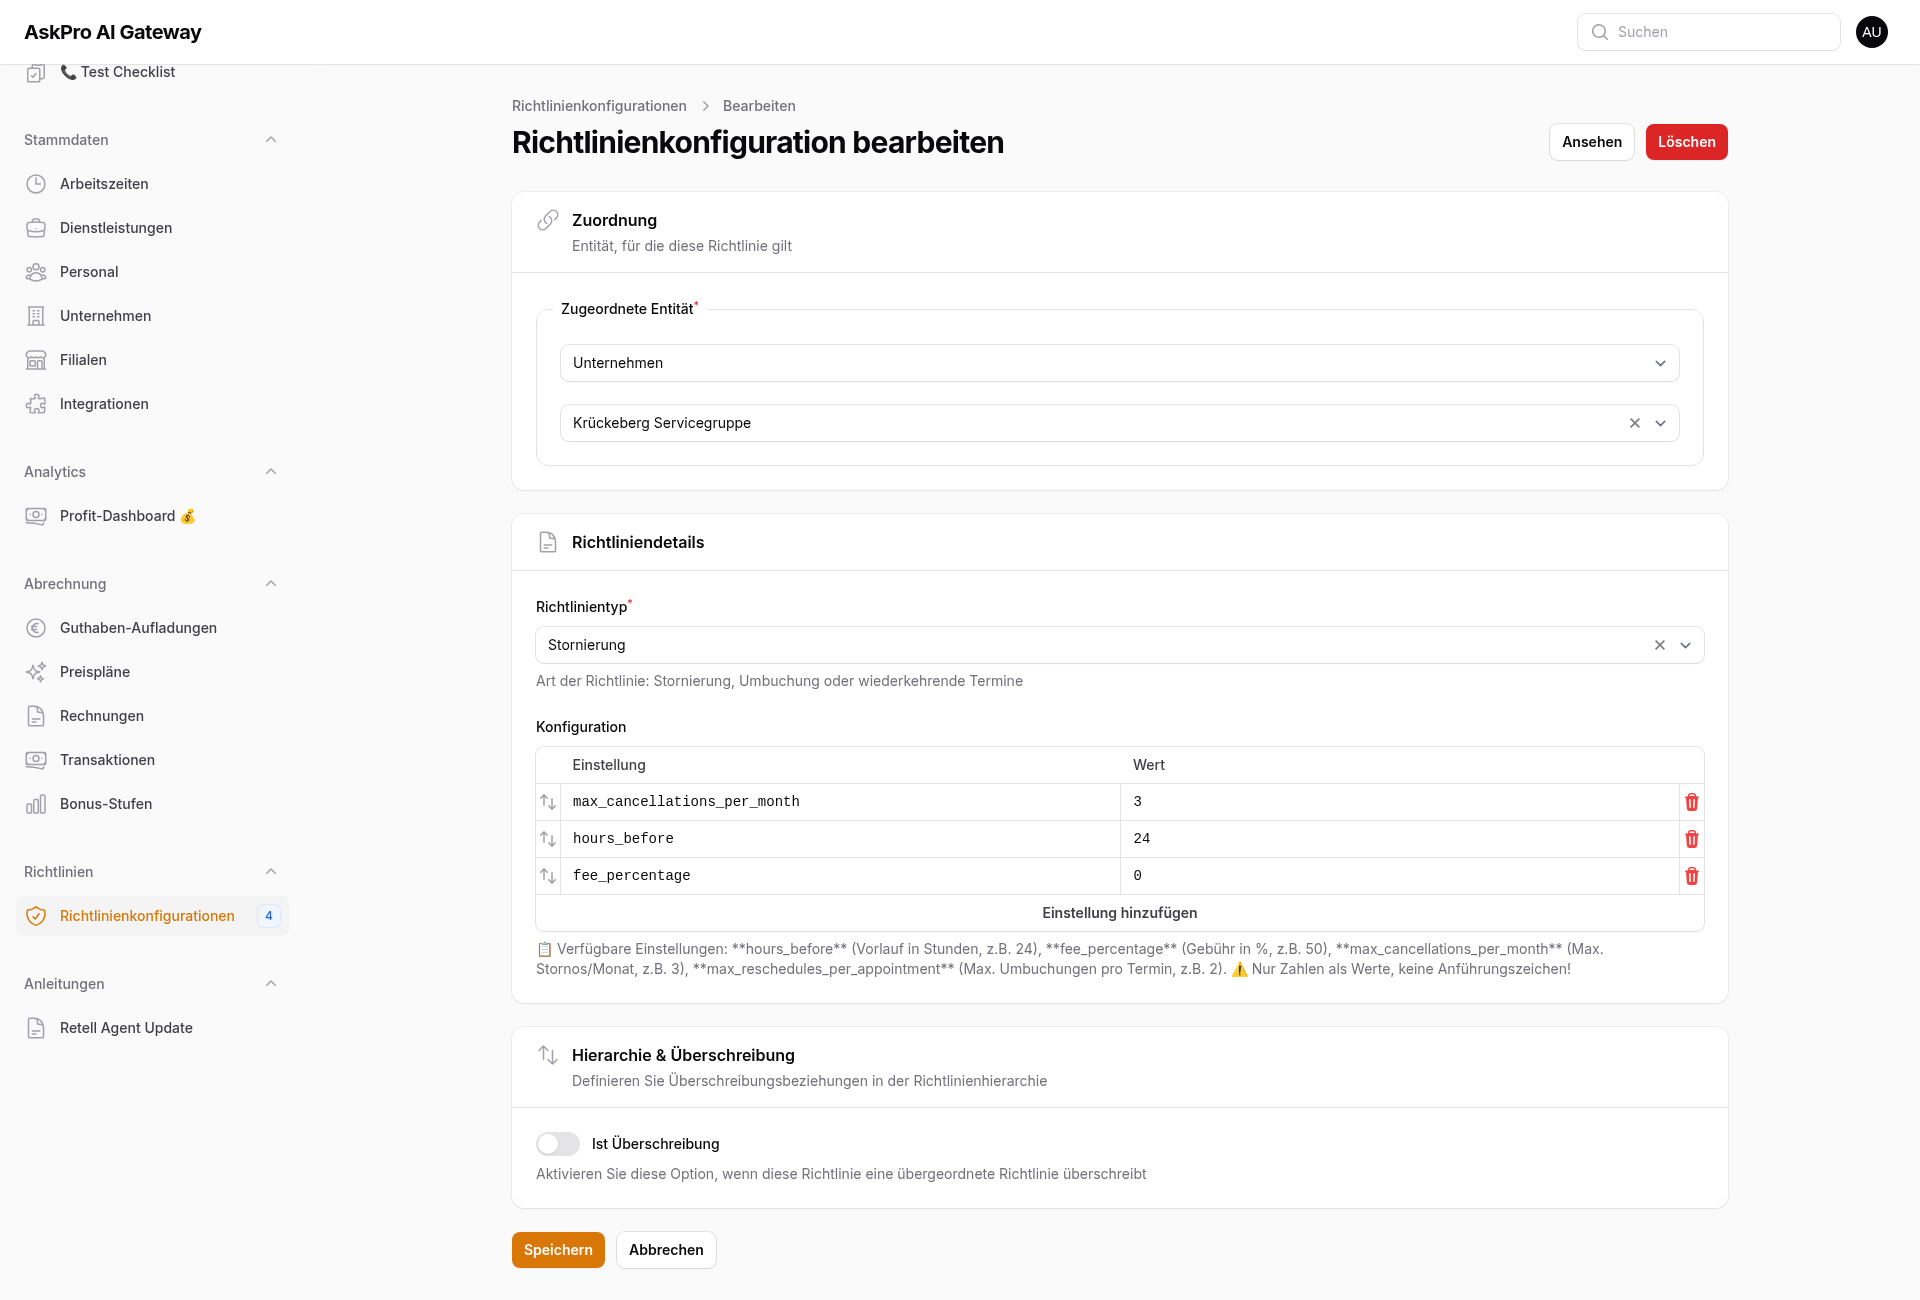 AskPro AI Gateway
Suchen
AU
📞 Test Checklist
Stammdaten
Arbeitszeiten
Dienstleistungen
Personal
Unternehmen
Filialen
Integrationen
Analytics
Profit-Dashboard 💰
Abrechnung
Guthaben-Aufladungen
Preispläne
Rechnungen
Transaktionen
Bonus-Stufen
Richtlinien
Richtlinienkonfigurationen 4
Anleitungen
Retell Agent Update
Richtlinienkonfigurationen > Bearbeiten
Richtlinienkonfiguration bearbeiten
Ansehen
Löschen
Zuordnung
Entität, für die diese Richtlinie gilt
Zugeordnete Entität*
Unternehmen
Krückeberg Servicegruppe
Richtliniendetails
Richtlinientyp*
Stornierung
Art der Richtlinie: Stornierung, Umbuchung oder wiederkehrende Termine
Konfiguration
Einstellung Wert
max_cancellations_per_month 3
hours_before 24
fee_percentage 0
Einstellung hinzufügen
📋 Verfügbare Einstellungen: **hours_before** (Vorlauf in Stunden, z.B. 24), **fee_percentage** (Gebühr in %, z.B. 50), **max_cancellations_per_month** (Max.
Stornos/Monat, z.B. 3), **max_reschedules_per_appointment** (Max. Umbuchungen pro Termin, z.B. 2). ⚠️ Nur Zahlen als Werte, keine Anführungszeichen!
Hierarchie & Überschreibung
Definieren Sie Überschreibungsbeziehungen in der Richtlinienhierarchie
Ist Überschreibung
Aktivieren Sie diese Option, wenn diese Richtlinie eine übergeordnete Richtlinie überschreibt
Speichern
Abbrechen